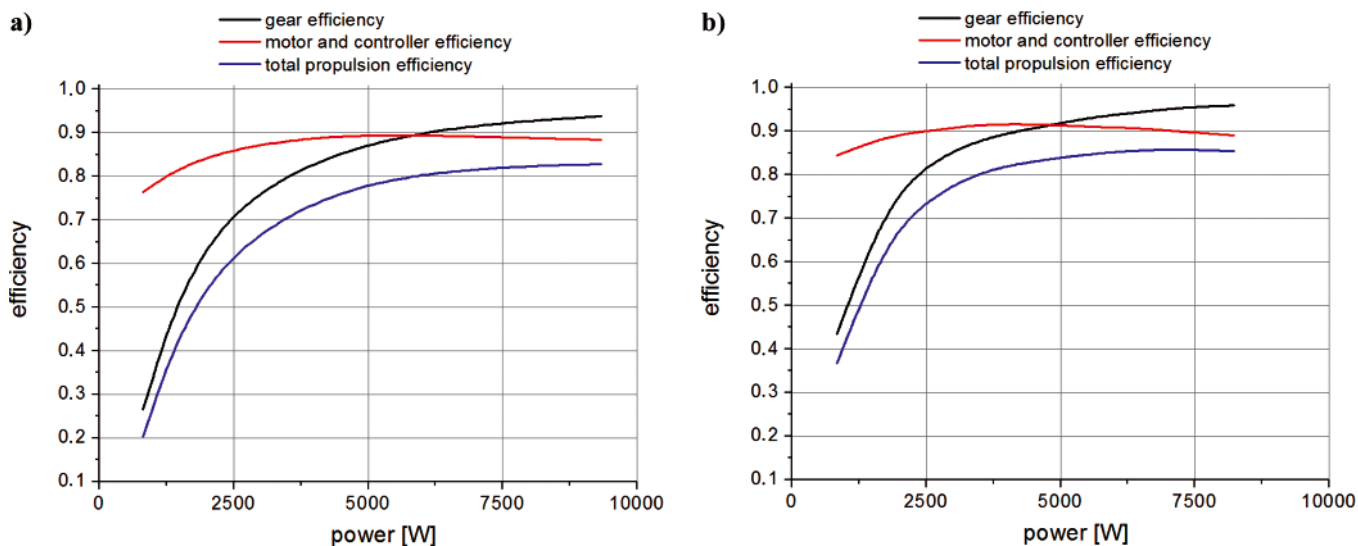 a)
gear efficiency
motor and controller efficiency
total propulsion efficiency
1.0
0.9
0.8
0.7
0.6
0.5
0.4
0.3
0.2
0.1
efficiency
0 2500 5000 7500 10000
power [W]
b)
gear efficiency
motor and controller efficiency
total propulsion efficiency
1.0
0.9
0.8
0.7
0.6
0.5
0.4
0.3
0.2
0.1
efficiency
0 2500 5000 7500 10000
power [W]